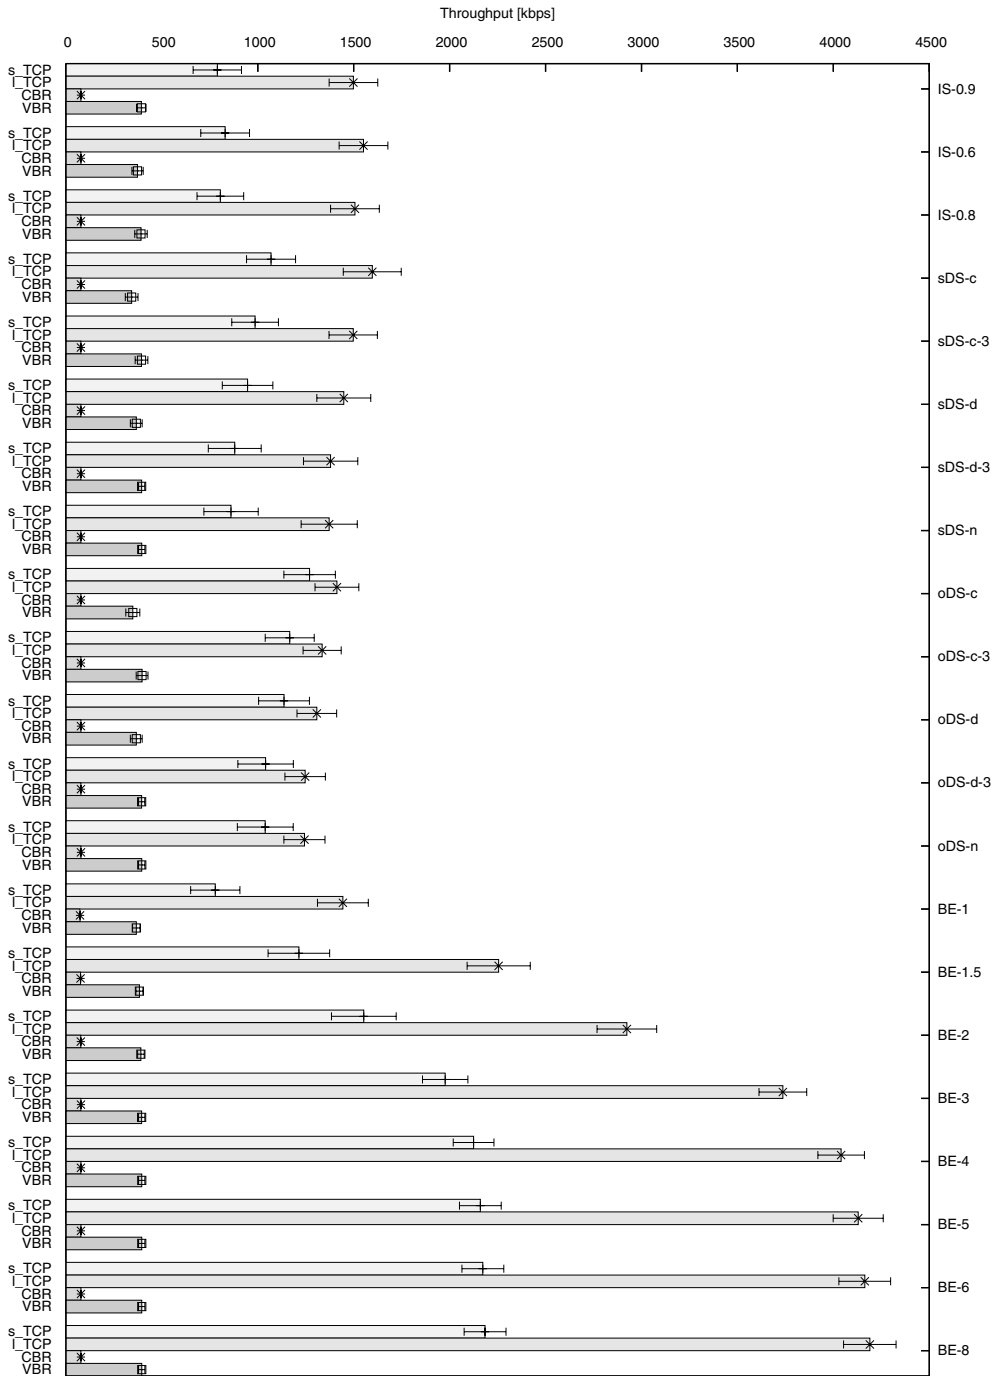 Throughput [kbps]
0 500 1000 1500 2000 2500 3000 3500 4000 4500
s_TCP
l_TCP
CBR
VBR
IS-0.9
s_TCP
l_TCP
CBR
VBR
IS-0.6
s_TCP
l_TCP
CBR
VBR
IS-0.8
s_TCP
l_TCP
CBR
VBR
sDS-c
s_TCP
l_TCP
CBR
VBR
sDS-c-3
s_TCP
l_TCP
CBR
VBR
sDS-d
s_TCP
l_TCP
CBR
VBR
sDS-d-3
s_TCP
l_TCP
CBR
VBR
sDS-n
s_TCP
l_TCP
CBR
VBR
oDS-c
s_TCP
l_TCP
CBR
VBR
oDS-c-3
s_TCP
l_TCP
CBR
VBR
oDS-d
s_TCP
l_TCP
CBR
VBR
oDS-d-3
s_TCP
l_TCP
CBR
VBR
oDS-n
s_TCP
l_TCP
CBR
VBR
BE-1
s_TCP
l_TCP
CBR
VBR
BE-1.5
s_TCP
l_TCP
CBR
VBR
BE-2
s_TCP
l_TCP
CBR
VBR
BE-3
s_TCP
l_TCP
CBR
VBR
BE-4
s_TCP
l_TCP
CBR
VBR
BE-5
s_TCP
l_TCP
CBR
VBR
BE-6
s_TCP
l_TCP
CBR
VBR
BE-8